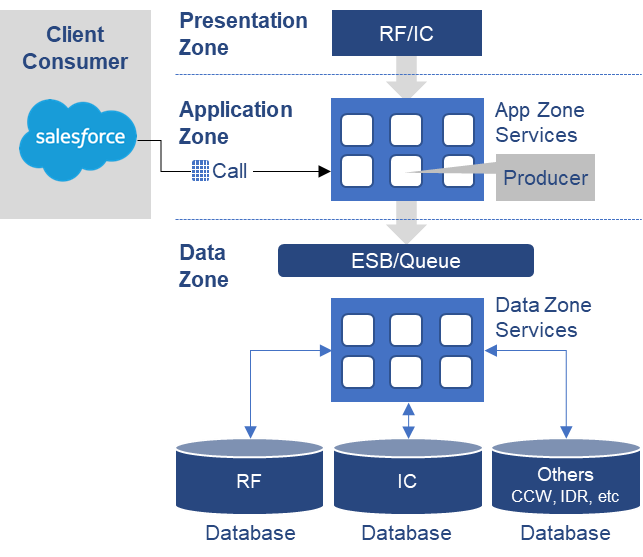 Client
Consumer
salesforce
Presentation
Zone
RF/IC
Application
Zone
Call
App Zone
Services
Producer
Data
Zone
ESB/Queue
Data Zone
Services
RF
IC
Others
CCW, IDR, etc
Database
Database
Database